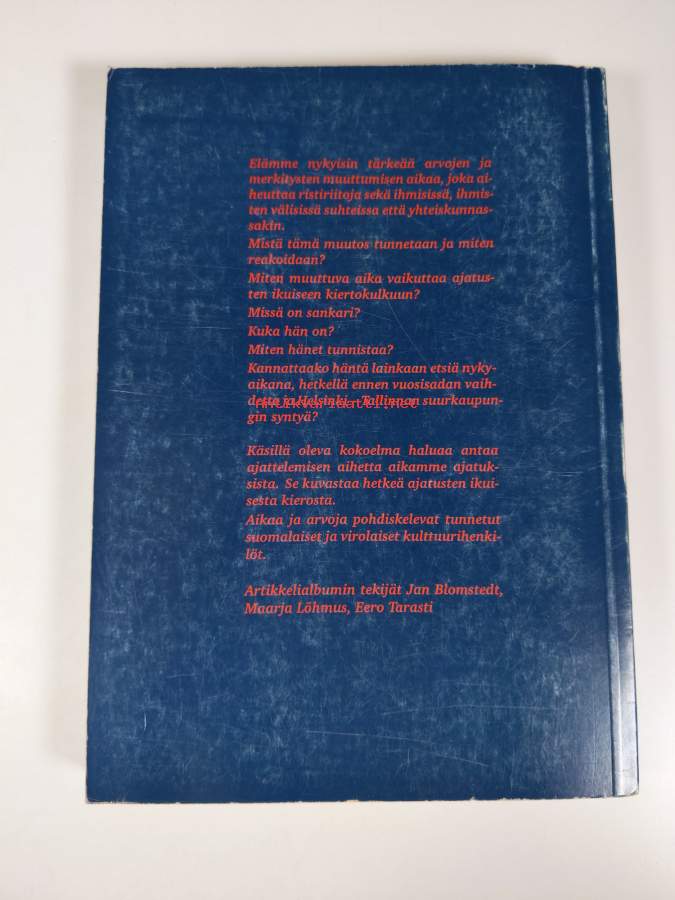 Elämme nykyisin tärkeää arvojen ja
merkitysten muuttumisen aikaa, joka ai-
heuttaa ristiriitoja sekä ihmisissä, ihmis-
ten välisissä suhteissa että yhteiskunnas-
sakin.
Mistä tämä muutos tunnetaan ja miten
reakoidaan?
Miten muuttuva aika vaikuttaa ajatus-
ten ikuiseen kiertokulkuun?
Missä on sankari?
Kuka hän on?
Miten hänet tunnistaa?
Kannattaako häntä lainkaan etsiä nyky-
aikana, hetkellä ennen vuosisadan vaih-
detta ja Helsinki - Tallinnan suurkaupun-
antikvariaatti.net
gin syntyä?
Käsillä oleva kokoelma haluaa antaa
ajattelemisen aihetta aikamme ajatuk-
sista. Se kuvastaa hetkeä ajatusten ikui-
sesta kierosta.
Aikaa ja arvoja pohdiskelevat tunnetut
suomalaiset ja virolaiset kulttuurihenki-
löt.
Artikkelialbumin tekijät Jan Blomstedt,
Maarja Lõhmus, Eero Tarasti